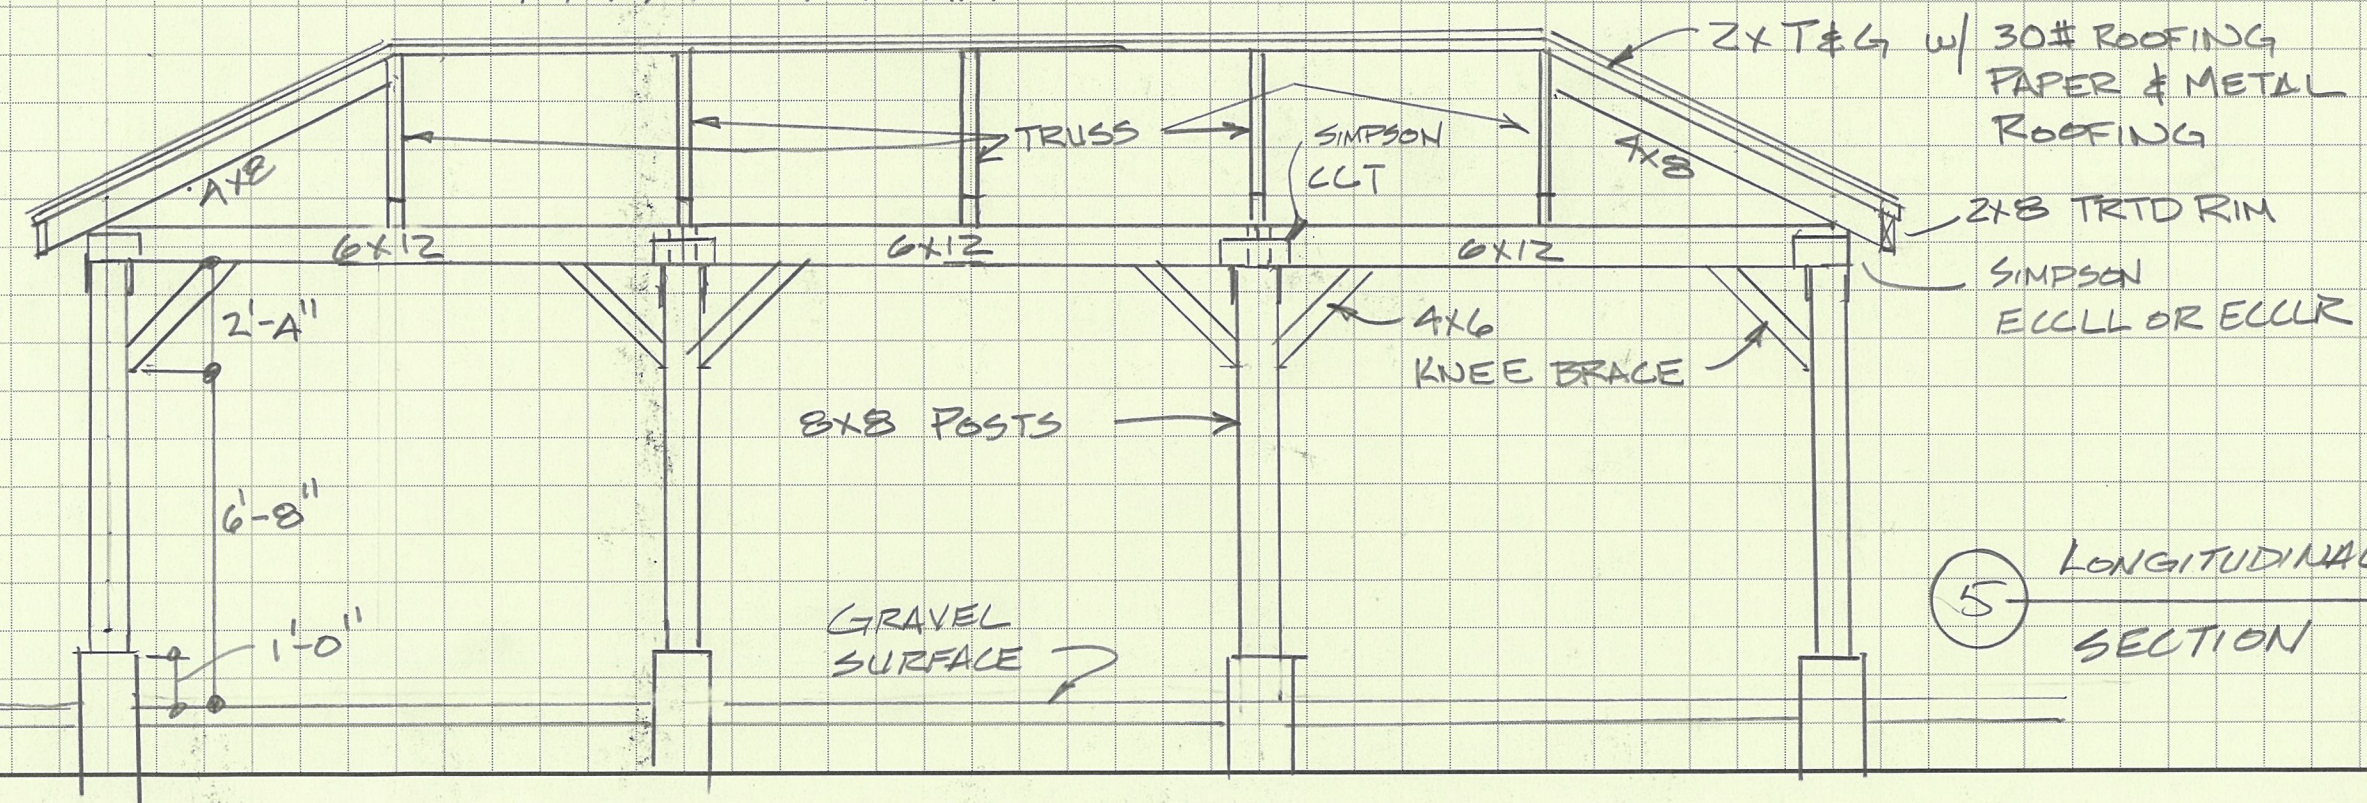 2x T&G w/ 30# ROOFING
PAPER & METAL
ROOFING
TRUSS
SIMPSON
CCT
4x8
4x8
2x8 TRTD RIM
6x12
6x12
6x12
SIMPSON
ECCLL OR ECCLR
2'-4"
4x6
KNEE BRACE
8x8 POSTS
6'-8"
LONGITUDINAL
5
SECTION
GRAVEL
SURFACE
1'-0"